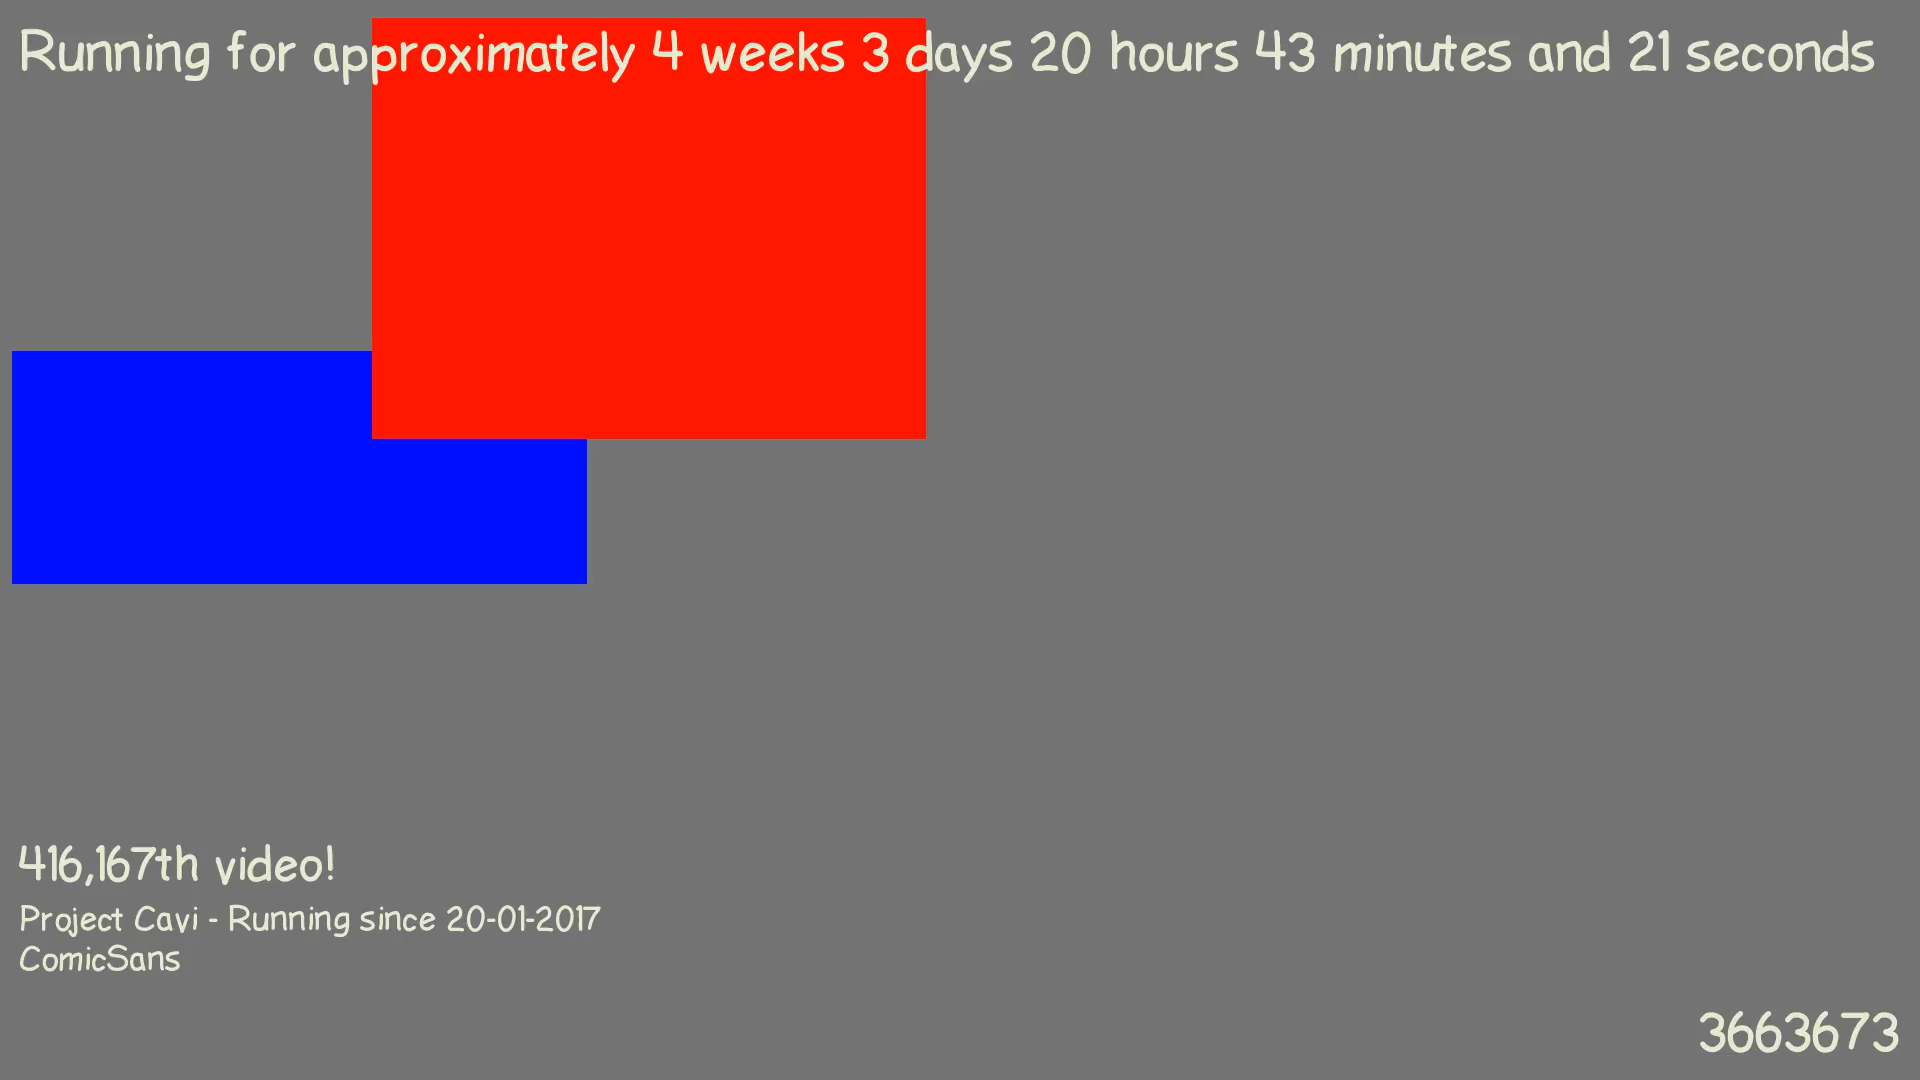 Running for approximately 4 weeks 3 days 20 hours 43 minutes and 21 seconds
416,167th video!
Project Cavi - Running since 20-01-2017
ComicSans
3663673